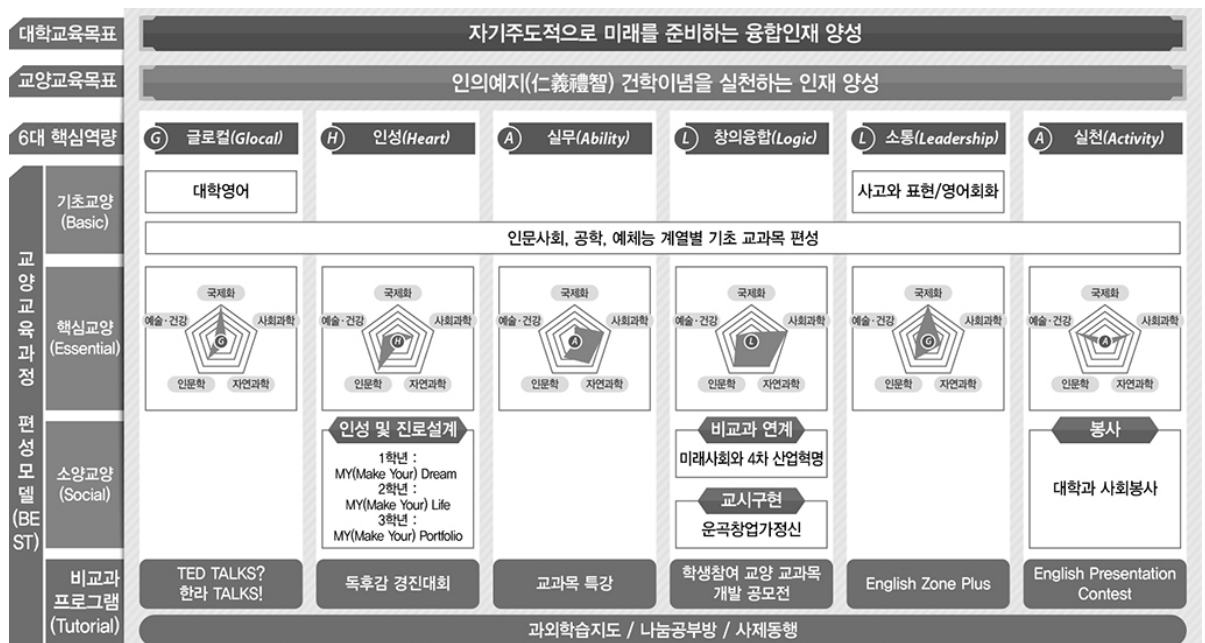 대학교육목표
자기주도적으로 미래를 준비하는 융합인재 양성
교양교육목표
인의예지(仁義禮智) 건학이념을 실천하는 인재 양성
6대 핵심역량
G 글로컬(Glocal)
H 인성(Heart)
A 실무(Ability)
L 창의융합(Logic)
L 소통(Leadership)
A 실천(Activity)
교양교육과정 편성모델(BEST)
기초교양
(Basic)
대학영어
사고와 표현/영어회화
인문사회, 공학, 예체능 계열별 기초 교과목 편성
핵심교양
(Essential)
국제화
예술·건강
사회과학
G
인문학
자연과학
국제화
예술·건강
사회과학
H
인문학
자연과학
국제화
예술·건강
사회과학
A
인문학
자연과학
국제화
예술·건강
사회과학
L
인문학
자연과학
국제화
예술·건강
사회과학
G
인문학
자연과학
국제화
예술·건강
사회과학
A
인문학
자연과학
소양교양
(Social)
인성 및 진로설계
1학년 :
MY(Make Your) Dream
2학년 :
MY(Make Your) Life
3학년 :
MY(Make Your) Portfolio
비교과 연계
미래사회와 4차 산업혁명
교시구현
운곡창업가정신
봉사
대학과 사회봉사
비교과
프로그램
(Tutorial)
TED TALKS?
한라 TALKS!
독후감 경진대회
교과목 특강
학생참여 교양 교과목
개발 공모전
English Zone Plus
English Presentation
Contest
과외학습지도 / 나눔공부방 / 사제동행